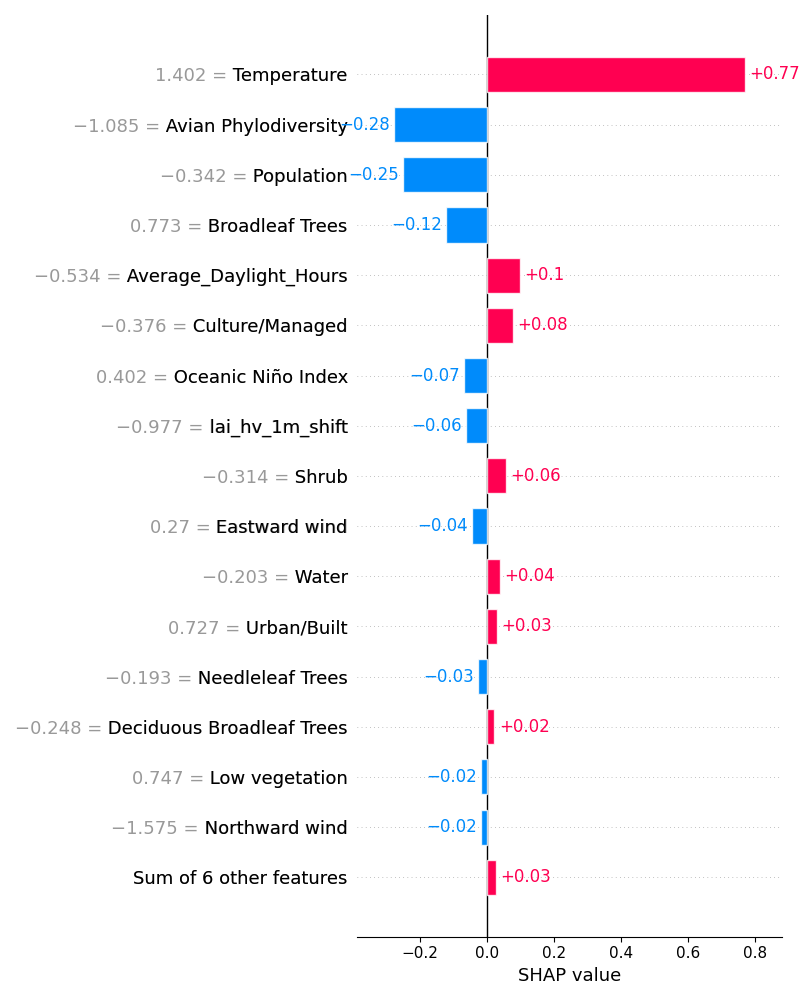 1.402 = Temperature +0.77
−1.085 = Avian Phylodiversity −0.28
−0.342 = Population −0.25
0.773 = Broadleaf Trees −0.12
−0.534 = Average_Daylight_Hours +0.1
−0.376 = Culture/Managed +0.08
0.402 = Oceanic Niño Index −0.07
−0.977 = lai_hv_1m_shift −0.06
−0.314 = Shrub +0.06
0.27 = Eastward wind −0.04
−0.203 = Water +0.04
0.727 = Urban/Built +0.03
−0.193 = Needleleaf Trees −0.03
−0.248 = Deciduous Broadleaf Trees +0.02
0.747 = Low vegetation −0.02
−1.575 = Northward wind −0.02
Sum of 6 other features +0.03
−0.2 0.0 0.2 0.4 0.6 0.8
SHAP value